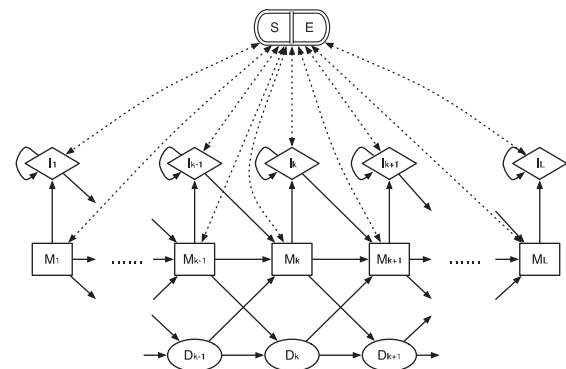 S E
I1 Ik-1 Ik Ik+1 IL
M1 ...... Mk-1 Mk Mk+1 ...... ML
Dk-1 Dk Dk+1